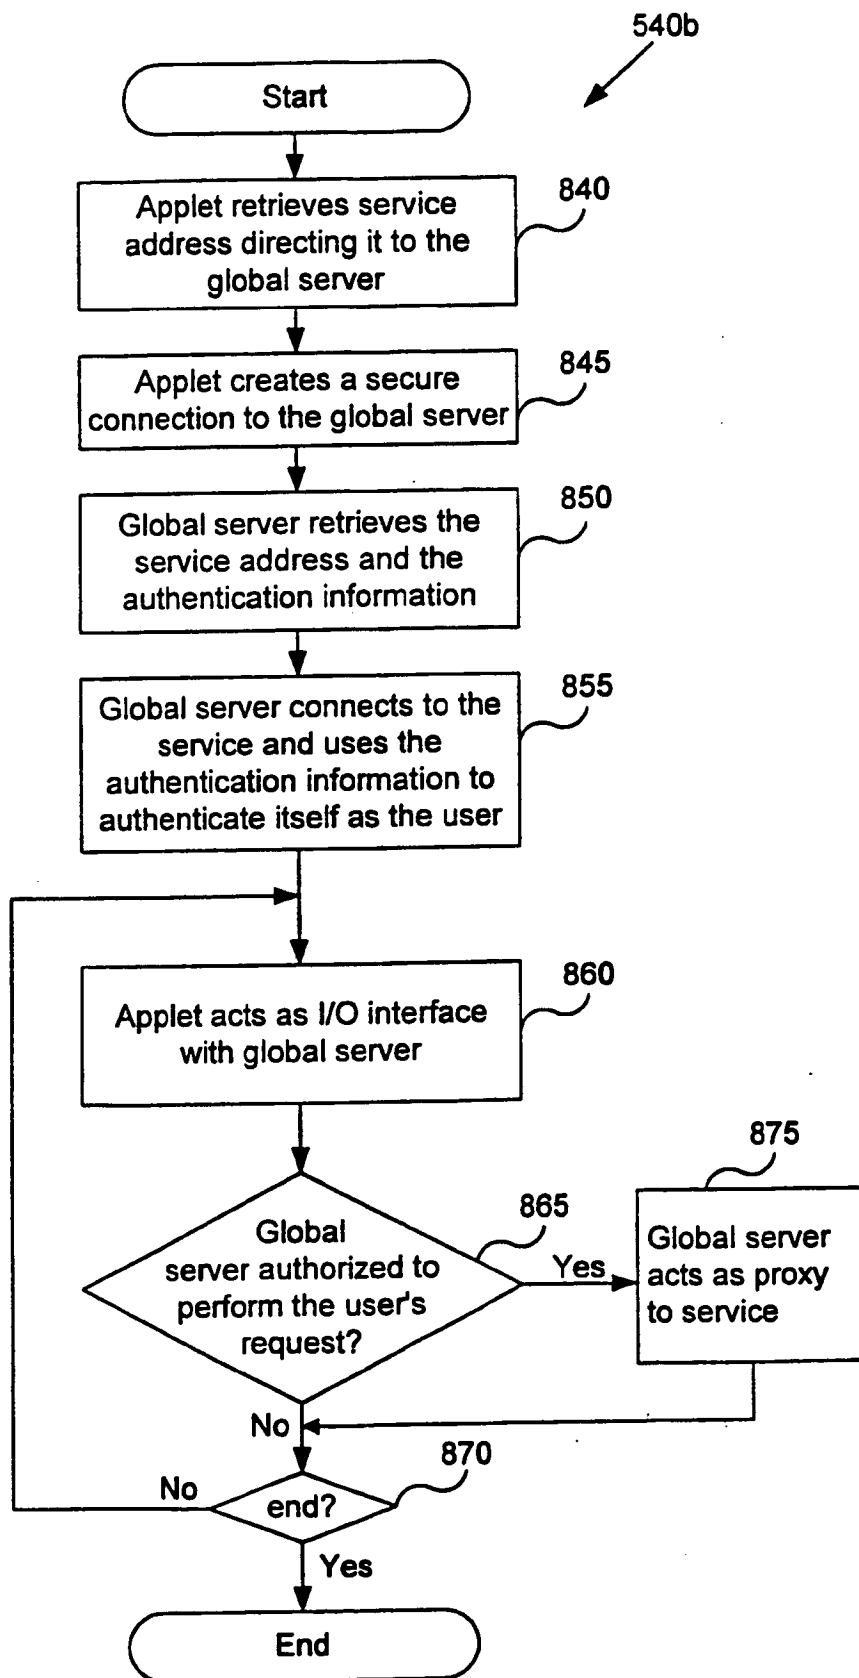 540b
Start
840
Applet retrieves service
address directing it to the
global server
845
Applet creates a secure
connection to the global server
850
Global server retrieves the
service address and the
authentication information
855
Global server connects to the
service and uses the
authentication information to
authenticate itself as the user
860
Applet acts as I/O interface
with global server
875
865
Global
server authorized to
perform the user's
request?
Yes
Global server
acts as proxy
to service
No
870
No
end?
Yes
End